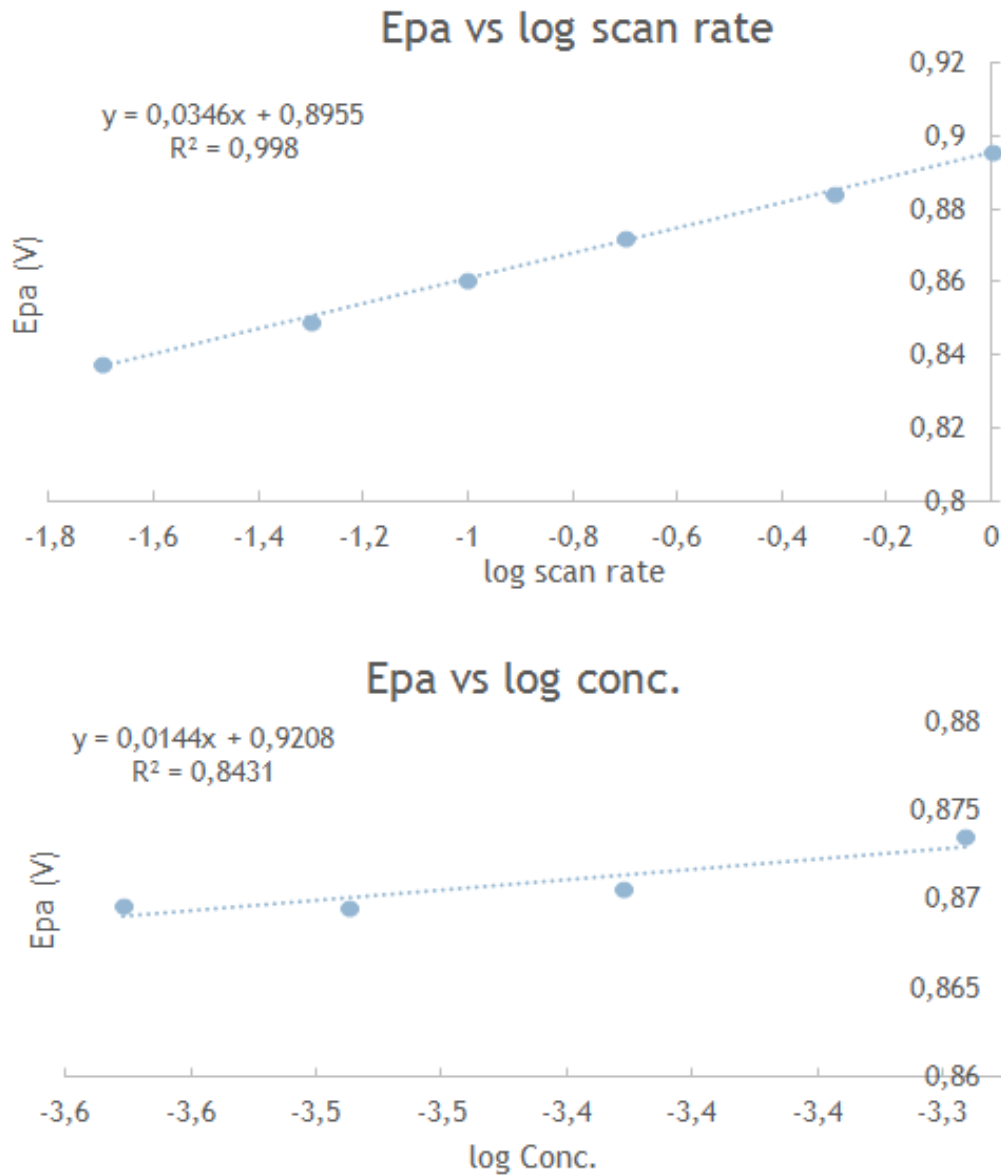 Epa vs log scan rate
y = 0,0346x + 0,8955
R² = 0,998
Epa (V)
0,92
0,9
0,88
0,86
0,84
0,82
0,8
-1,8 -1,6 -1,4 -1,2 -1 -0,8 -0,6 -0,4 -0,2 0
log scan rate
Epa vs log conc.
y = 0,0144x + 0,9208
R² = 0,8431
Epa (V)
0,88
0,875
0,87
0,865
0,86
-3,6 -3,6 -3,5 -3,5 -3,4 -3,4 -3,4 -3,3
log Conc.